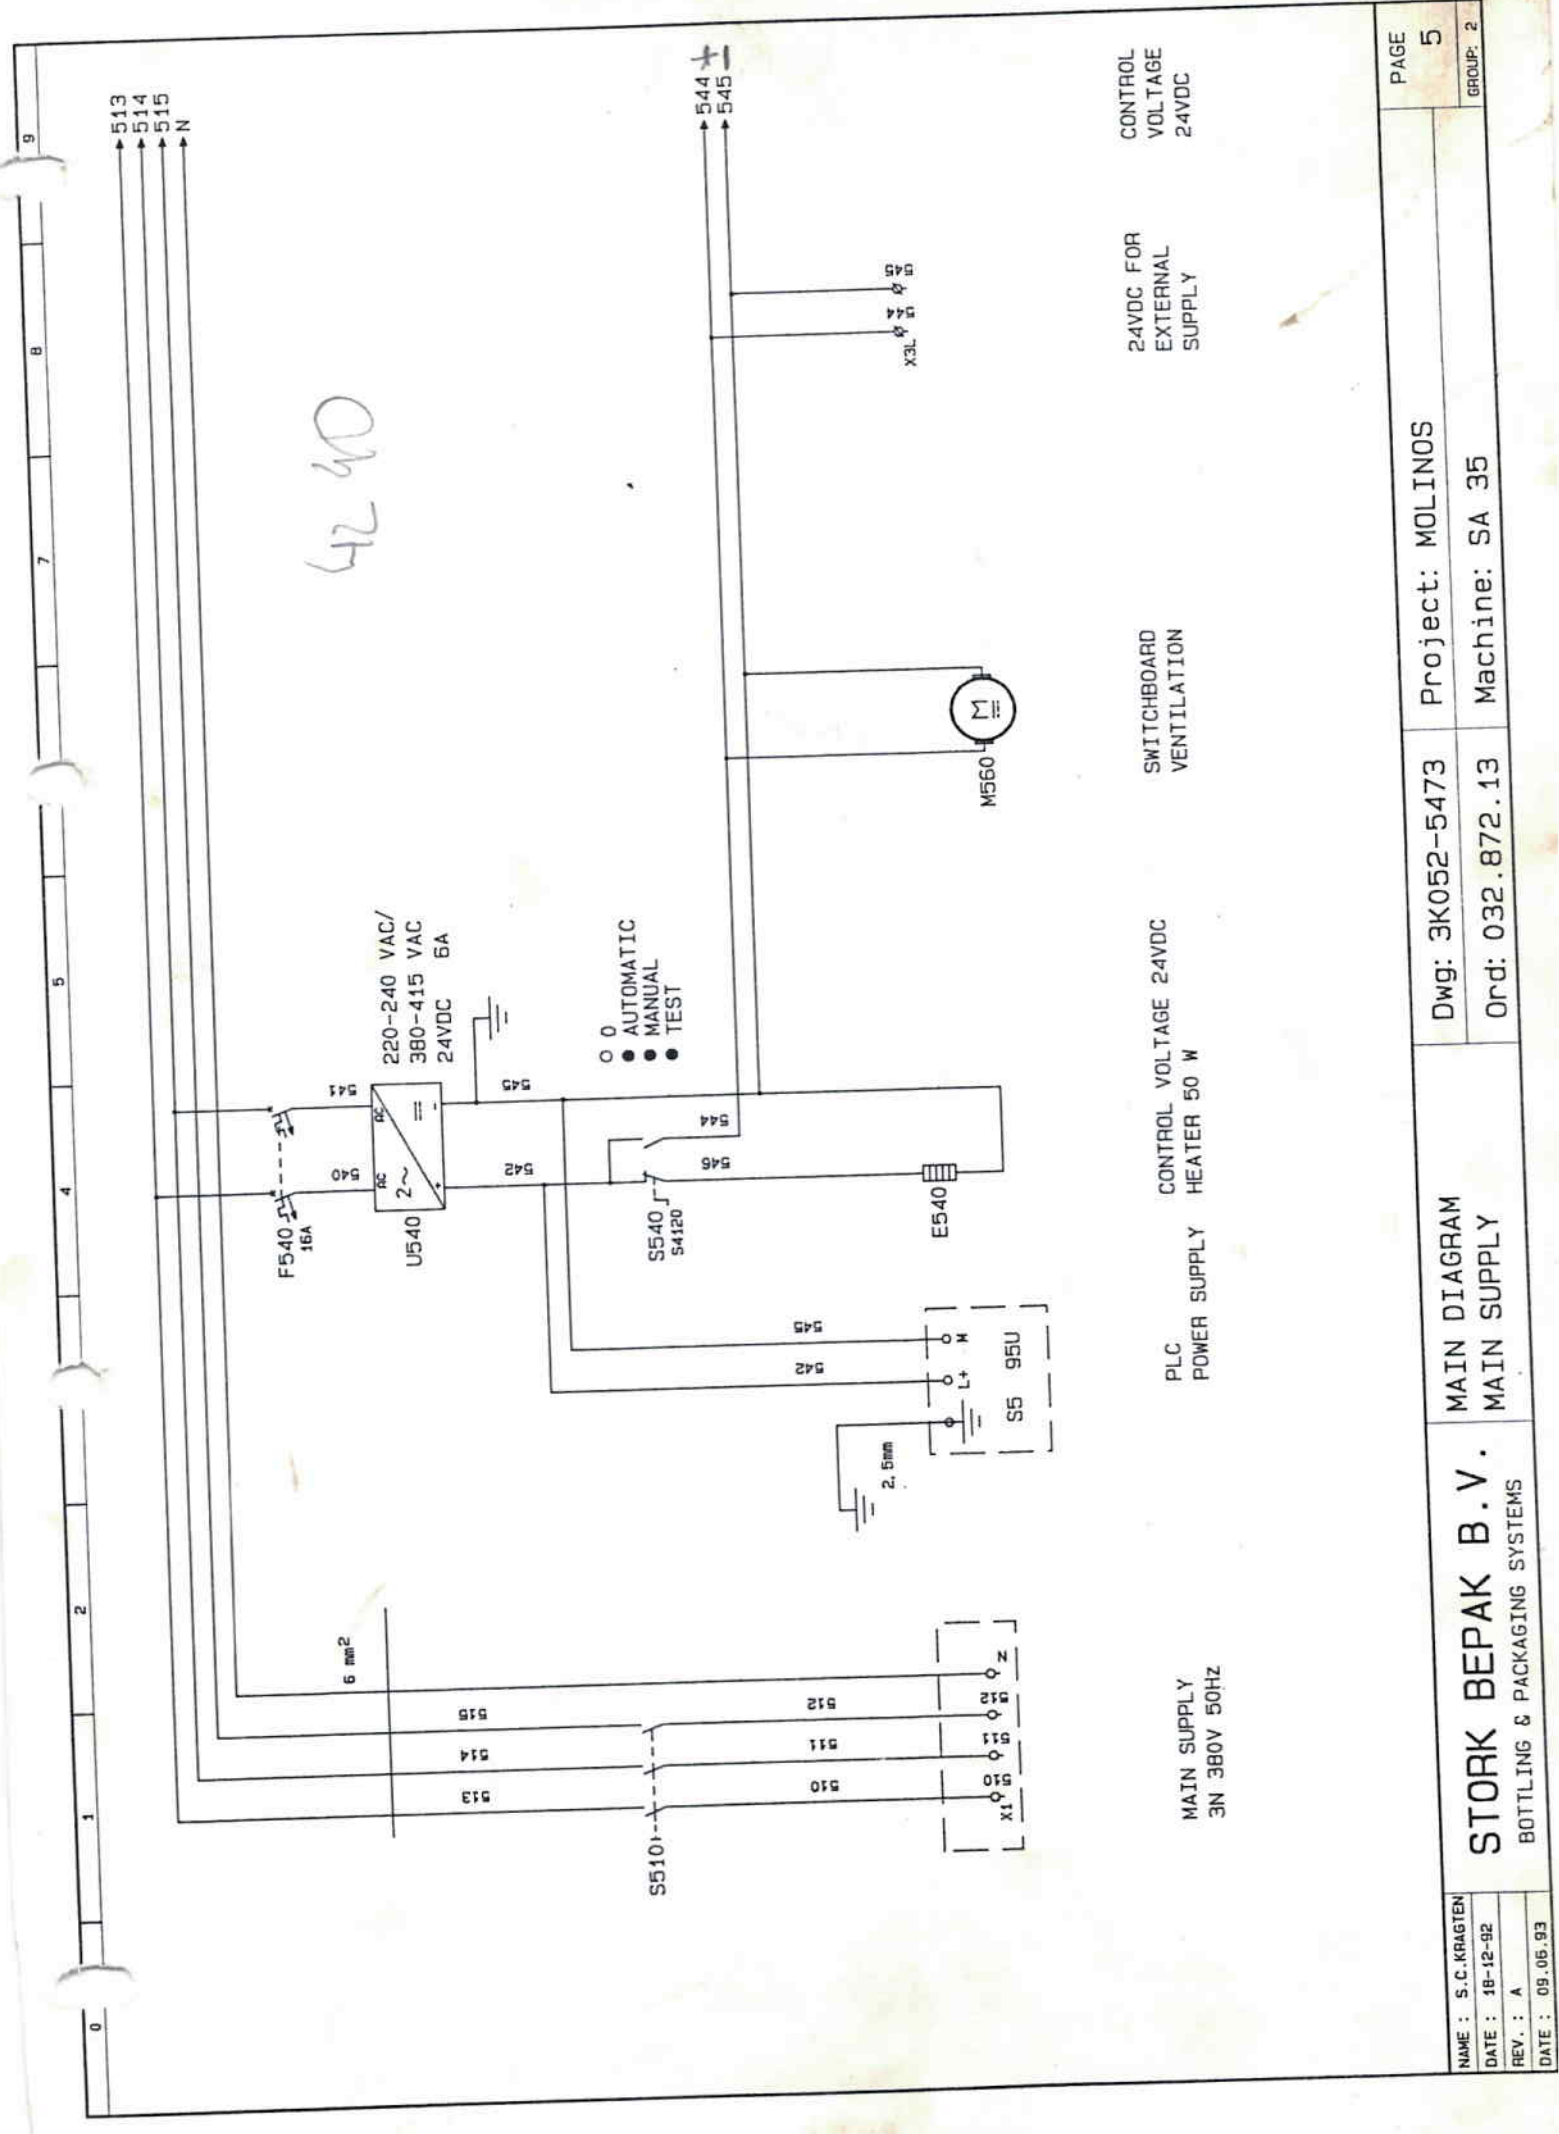 0 1 2 4 5 7 8 9
513
514
515
N
6 mm²
515
514
513
S510
512
511
510
X1 510 511 512 N
MAIN SUPPLY
3N 380V 50HZ
F540
16A
540 541
AC AC
2~
+ -
U540
220-240 VAC/
380-415 VAC
24VDC 6A
542 545
O
AUTOMATIC
MANUAL
TEST
S540
S4120
546 544
E540
542 545
2,5mm
L+ M
S5 95U
PLC
POWER SUPPLY
CONTROL VOLTAGE 24VDC
HEATER 50 W
M
M560
SWITCHBOARD
VENTILATION
42 40
544 +
545 -
X3L 544 545
24VDC FOR
EXTERNAL
SUPPLY
CONTROL
VOLTAGE
24VDC
NAME : S.C.KRAGTEN
DATE : 18-12-92
REV. : A
DATE : 09.06.93
STORK BEPAK B.V.
BOTTLING & PACKAGING SYSTEMS
MAIN DIAGRAM
MAIN SUPPLY
Dwg: 3K052-5473
Ord: 032.872.13
Project: MOLINOS
Machine: SA 35
PAGE
5
GROUP: 2